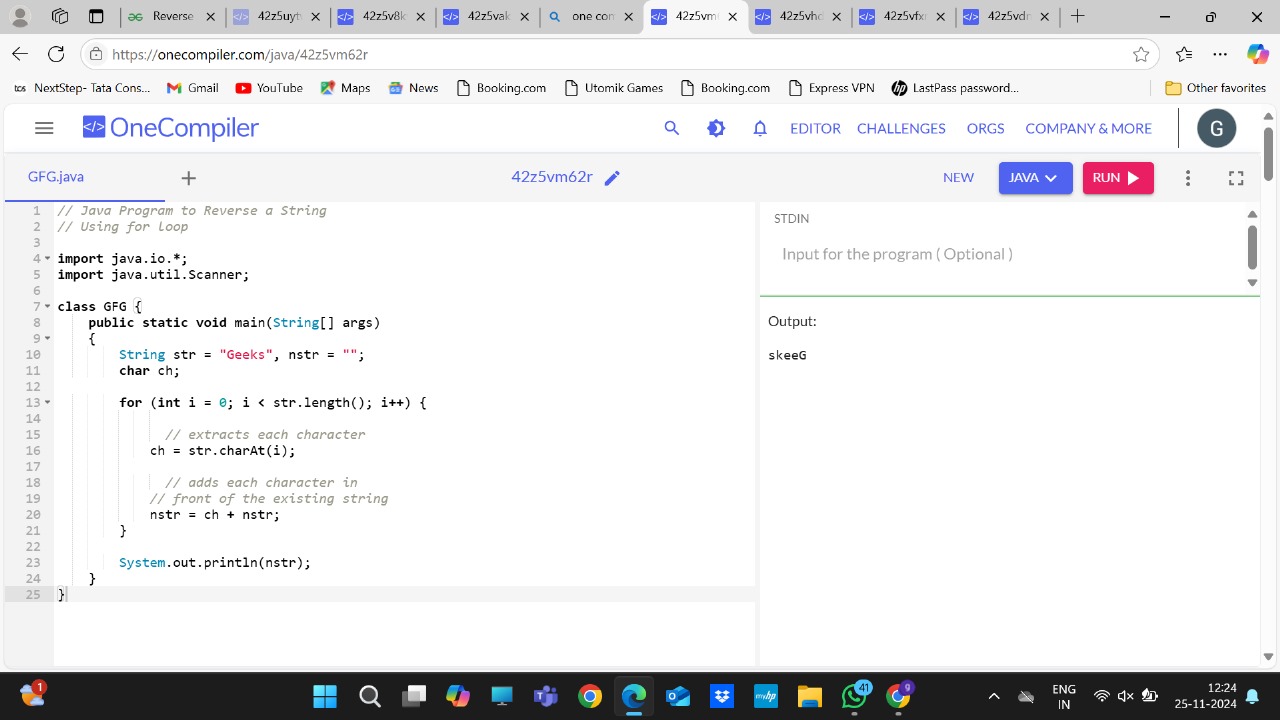 Reverse
42z5uyt
42z5v8k
42z5vak
one con
42z5vm
42z5vhc
42z5vfx
42z5vdr
https://onecompiler.com/java/42z5vm62r
tcs NextStep- Tata Cons... Gmail YouTube Maps News Booking.com Utomik Games Booking.com Express VPN LastPass password... Other favorites
</> OneCompiler EDITOR CHALLENGES ORGS COMPANY & MORE G
GFG.java + 42z5vm62r NEW JAVA RUN
1 // Java Program to Reverse a String
2 // Using for loop
3
4 import java.io.*;
5 import java.util.Scanner;
6
7 class GFG {
8 public static void main(String[] args)
9 {
10 String str = "Geeks", nstr = "";
11 char ch;
12
13 for (int i = 0; i < str.length(); i++) {
14
15 // extracts each character
16 ch = str.charAt(i);
17
18 // adds each character in
19 // front of the existing string
20 nstr = ch + nstr;
21 }
22
23 System.out.println(nstr);
24 }
25 }
STDIN
Input for the program ( Optional )
Output:
skeeG
1
myhp
41
9
ENG
IN
12:24
25-11-2024